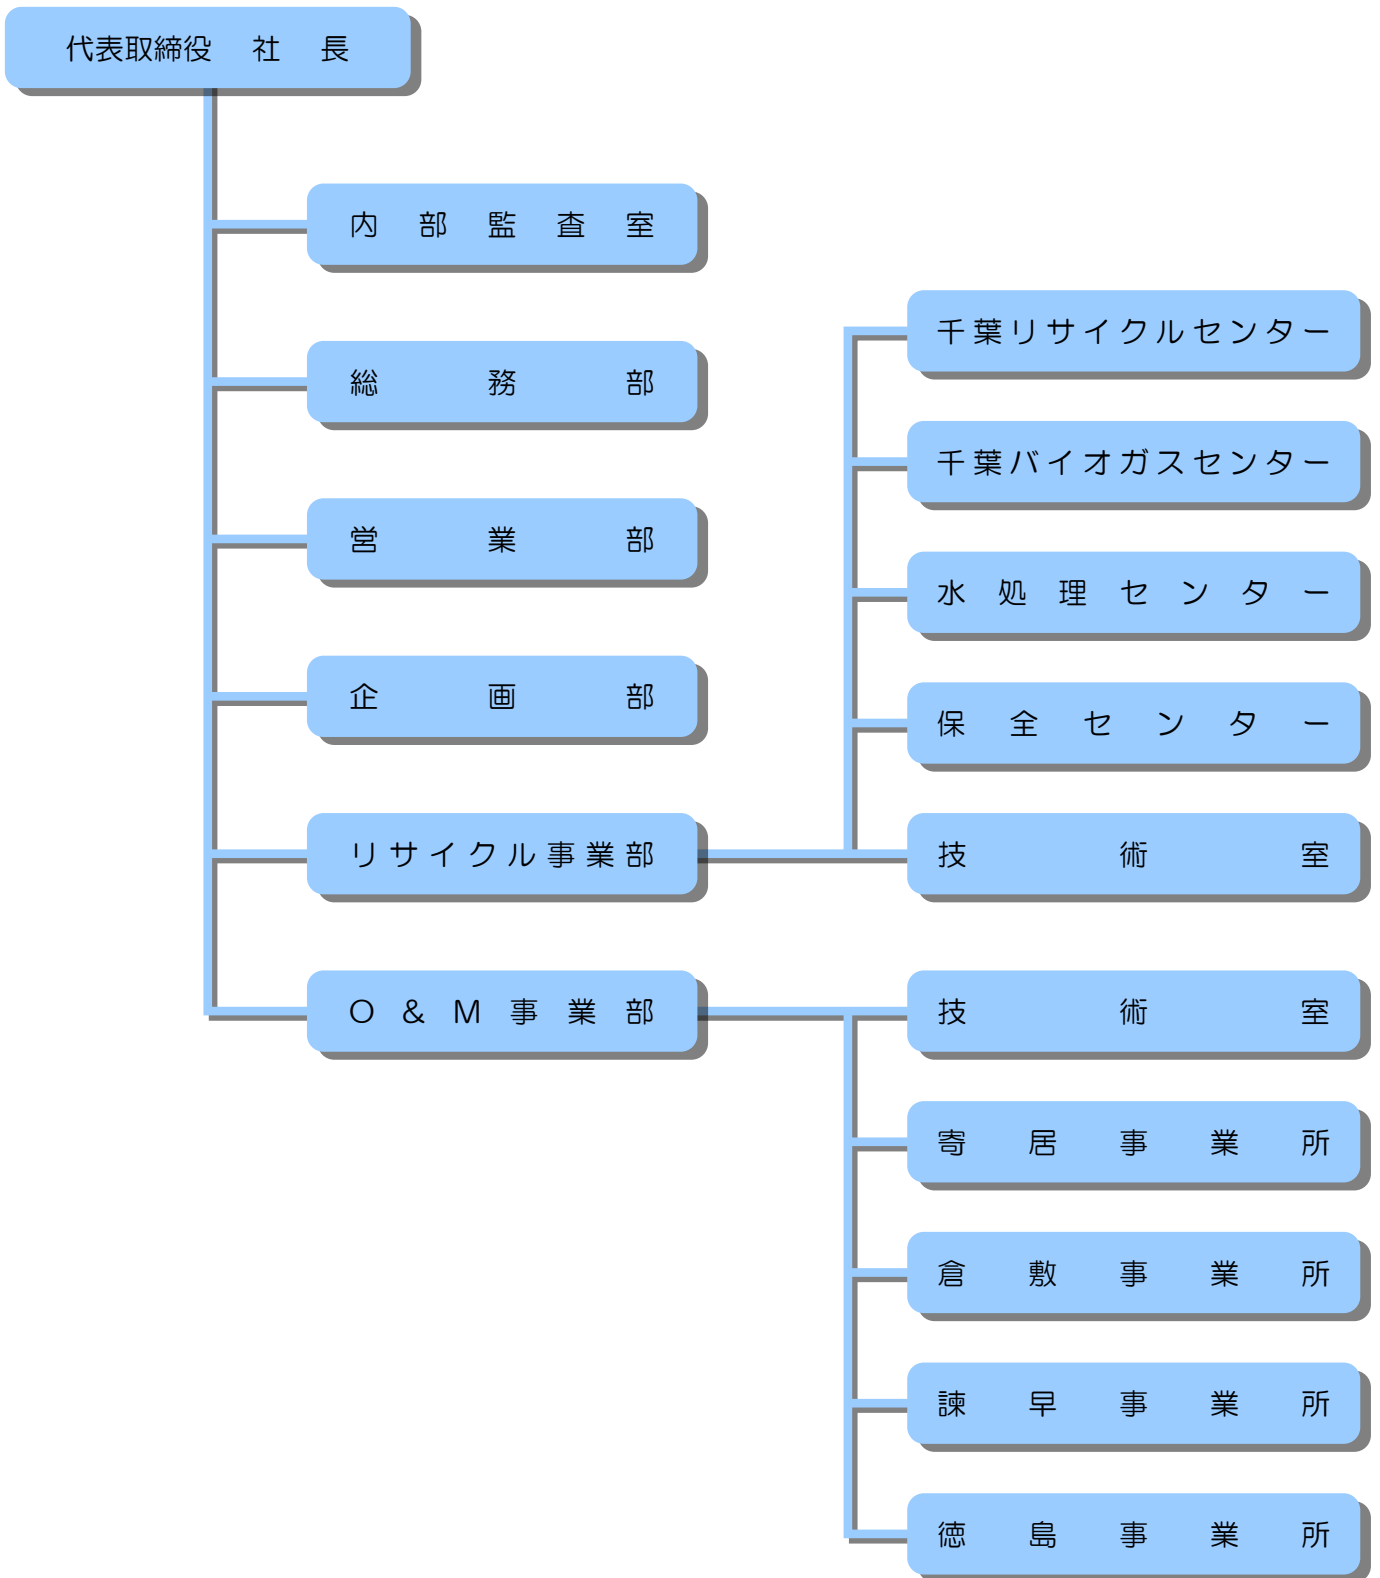 代表取締役 社 長
内部監査室
総務部
営業部
企画部
リサイクル事業部
千葉リサイクルセンター
千葉バイオガスセンター
水処理センター
保全センター
技術室
O&M事業部
技術室
寄居事業所
倉敷事業所
諫早事業所
徳島事業所